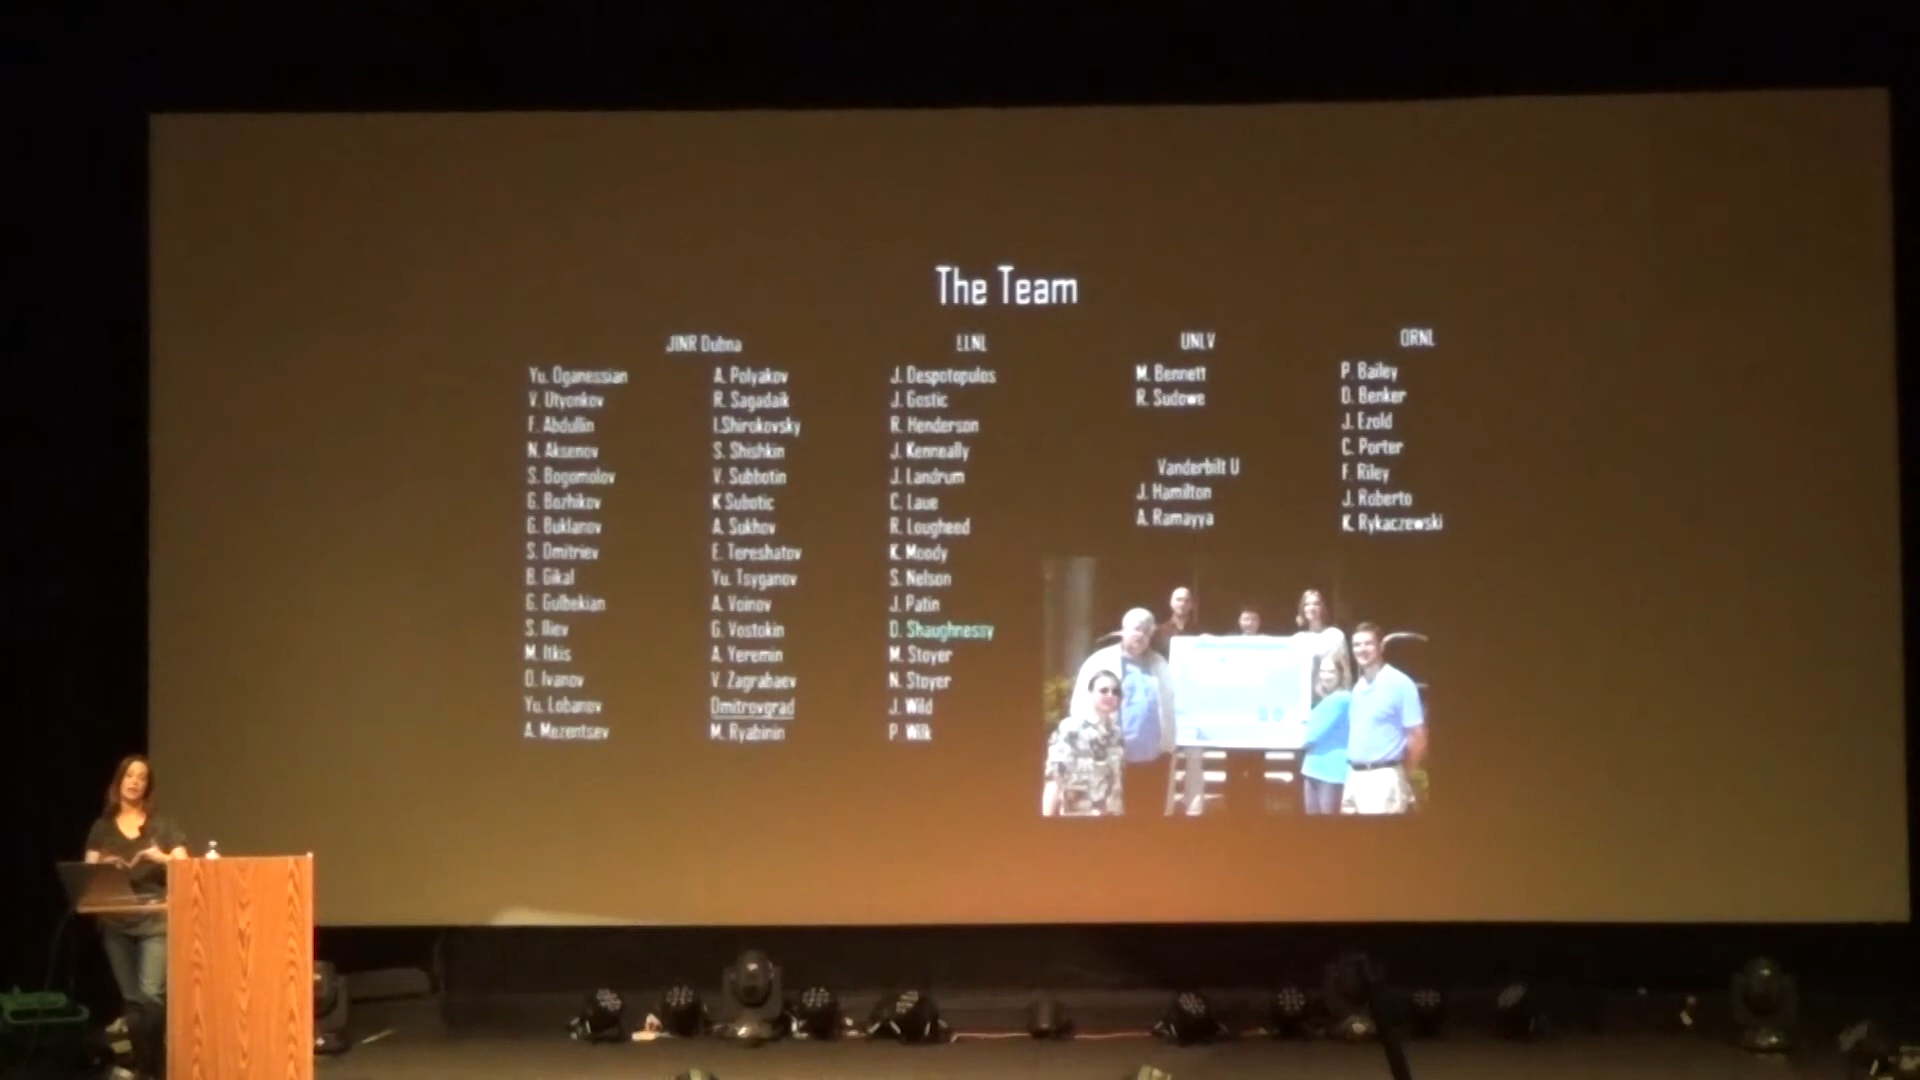 The Team
JINR Dubna
Yu. Oganessian
V. Utyonkov
F. Abdullin
N. Aksenov
S. Bogomolov
G. Bozhikov
G. Buklanov
S. Dmitriev
B. Gikal
G. Gulbekian
S. Iliev
M. Itkis
O. Ivanov
Yu. Lobanov
A. Mezentsev
A. Polyakov
R. Sagadaik
I.Shirokovsky
S. Shishkin
V. Subbotin
K Subotic
A. Sukhov
E. Tereshatov
Yu. Tsyganov
A. Voinov
G. Vostokin
A. Yeremin
V. Zagrabaev
Dmitrovgrad
M. Ryabinin
LLNL
J. Despotopulos
J. Gostic
R. Henderson
J. Kenneally
J. Landrum
C. Laue
R. Lougheed
K. Moody
S. Nelson
J. Patin
D. Shaughnessy
M. Stoyer
N. Stoyer
J. Wild
P. Wilk
UNLV
M. Bennett
R. Sudowe
Vanderbilt U
J. Hamilton
A. Ramayya
ORNL
P. Bailey
D. Benker
J. Ezold
C. Porter
F. Riley
J. Roberto
K. Rykaczewski